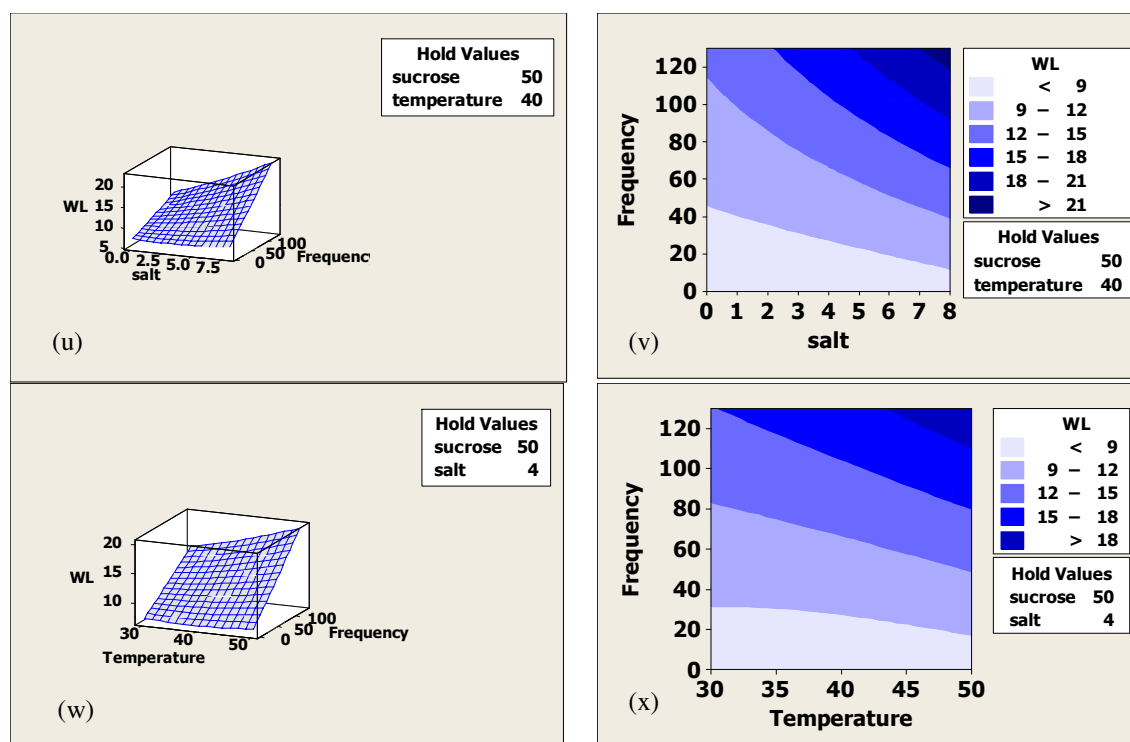 Hold Values
sucrose 50
temperature 40
20
15
WL
10
5
0.0 2.5 5.0 7.5
salt
0
50
100
Frequency
(u)
120
100
80
60
40
20
0
Frequency
0 1 2 3 4 5 6 7 8
salt
WL
< 9
9 – 12
12 – 15
15 – 18
18 – 21
> 21
Hold Values
sucrose 50
temperature 40
(v)
Hold Values
sucrose 50
salt 4
20
15
WL
10
30 40 50
Temperature
0
50
100
Frequency
(w)
120
100
80
60
40
20
0
Frequency
30 35 40 45 50
Temperature
WL
< 9
9 – 12
12 – 15
15 – 18
> 18
Hold Values
sucrose 50
salt 4
(x)